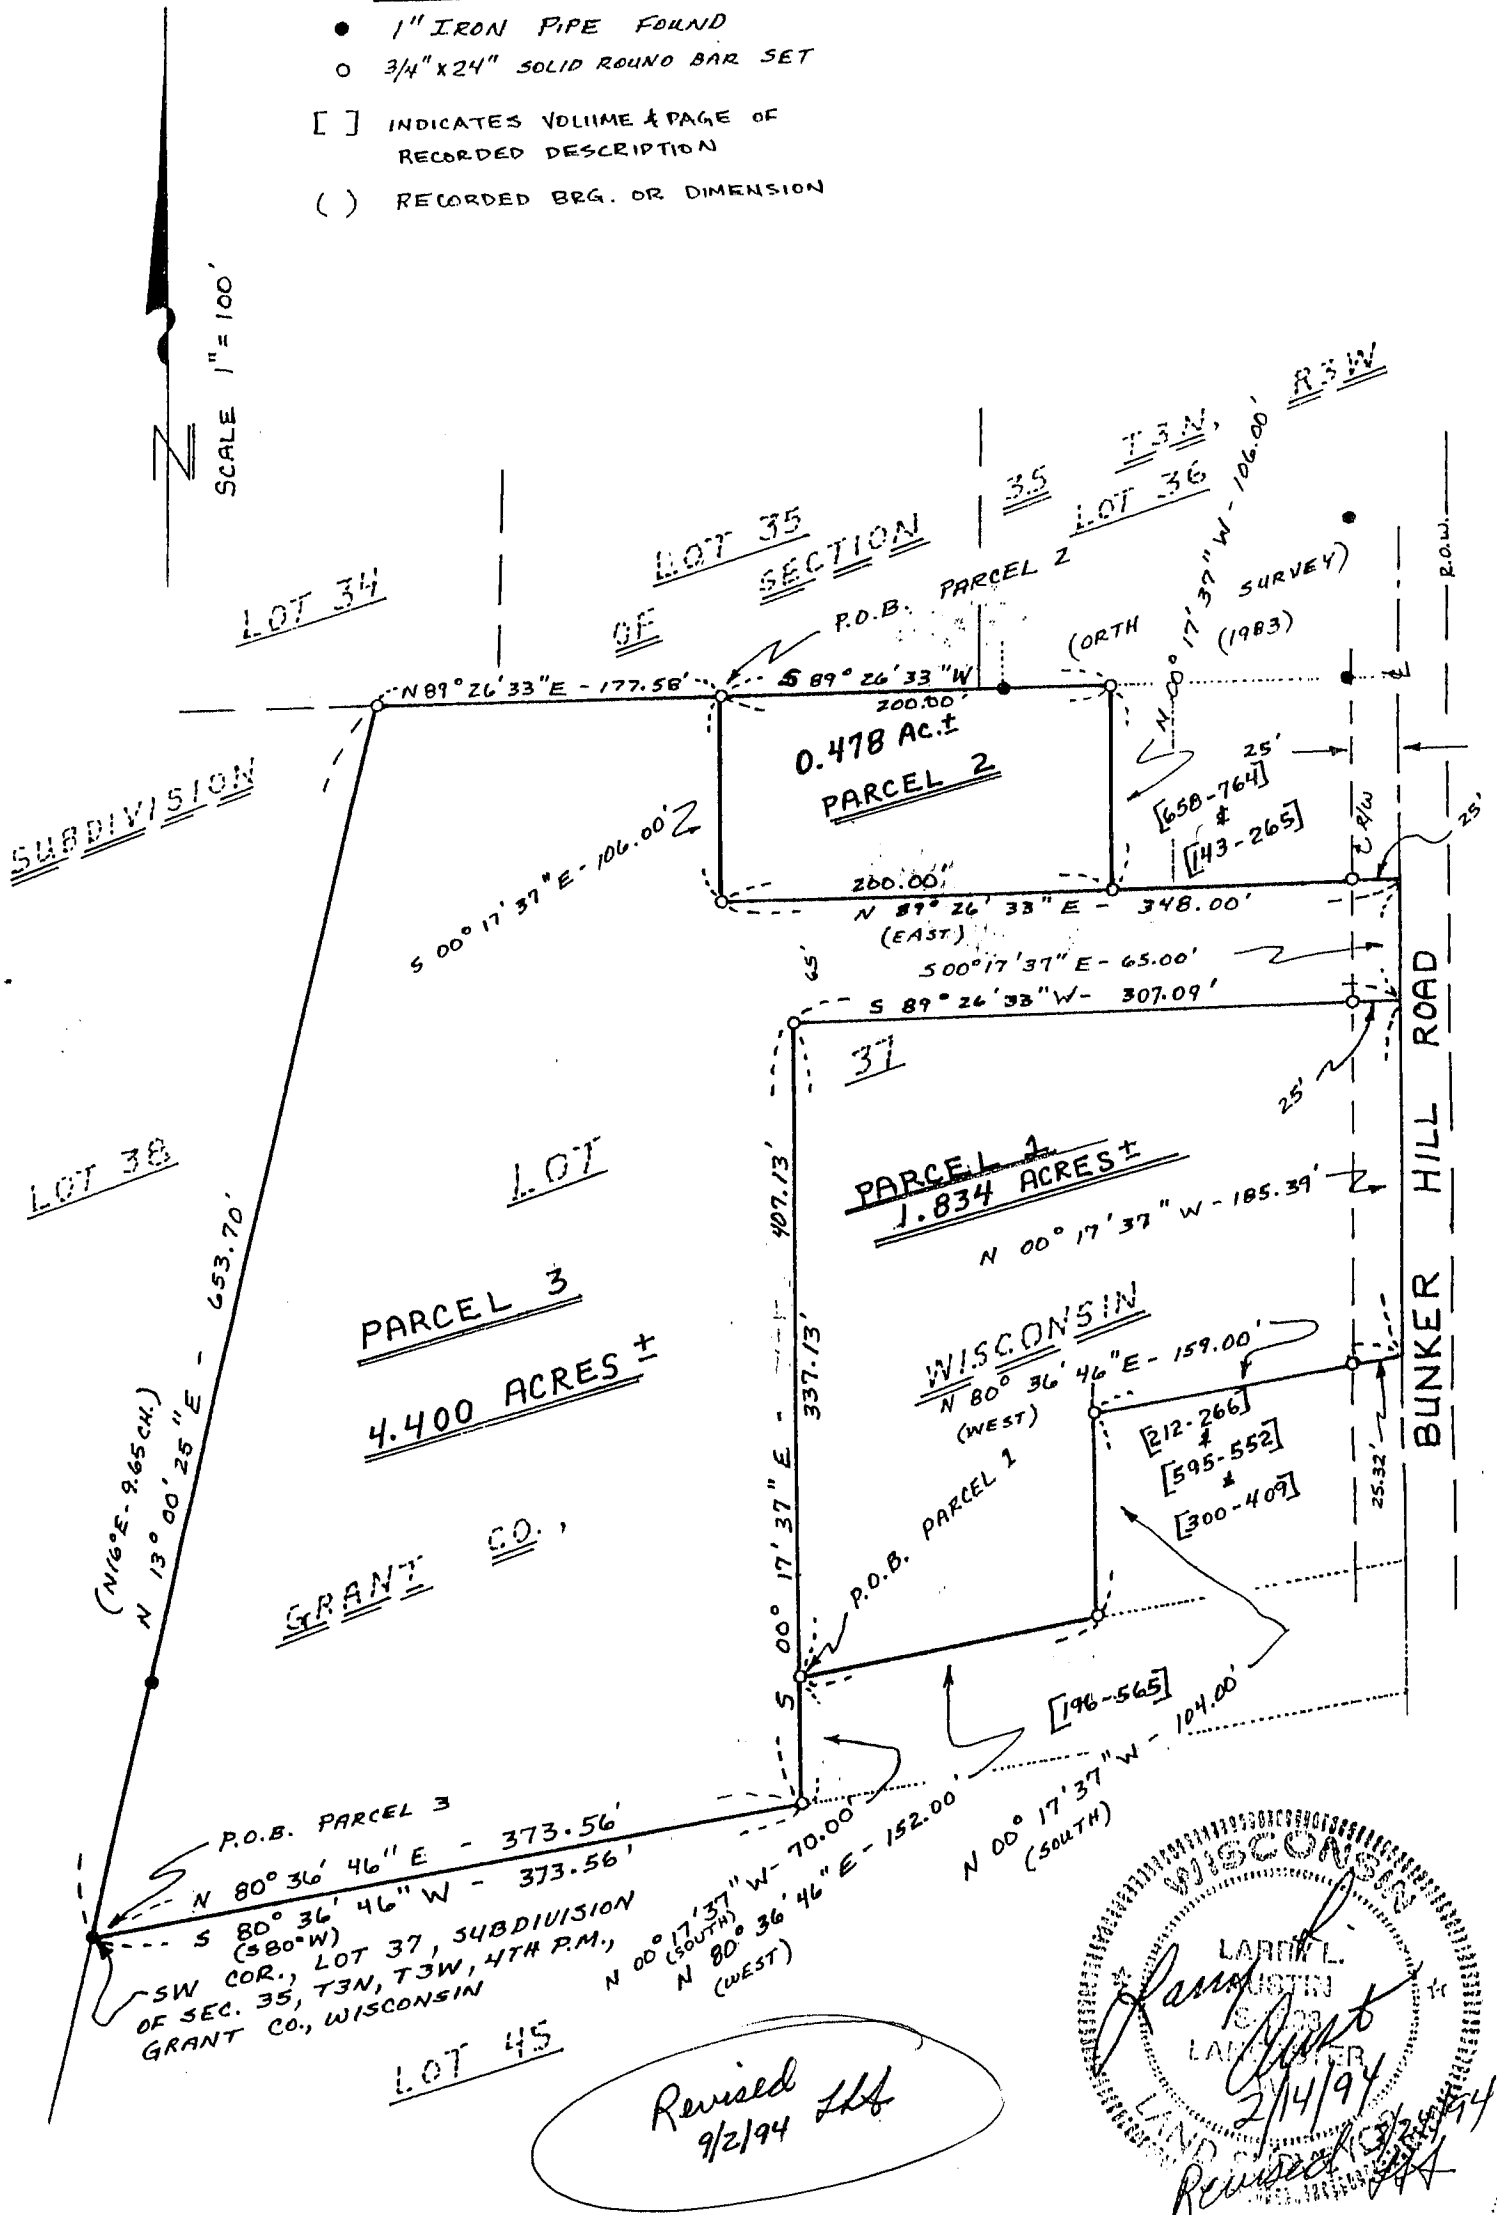 1" IRON PIPE FOUND
3/4" X 24" SOLID ROUND BAR SET
[ ] INDICATES VOLUME & PAGE OF
RECORDED DESCRIPTION
( ) RECORDED BRG. OR DIMENSION
N
SCALE 1" = 100'
R3W
T3N,
35
LOT 36
LOT 35
SECTION
OF
LOT 34
SUBDIVISION
P.O.B. PARCEL 2
(ORTH SURVEY)
(1983)
N 00° 17' 37" W - 106.00'
R.O.W.
N 89° 26' 33" E - 177.58'
S 89° 26' 33" W
200.00'
0.478 AC.±
PARCEL 2
25'
[658-764]
&
[143-265]
℄ R/W
25'
S 00° 17' 37" E - 106.00'
200.00'
N 89° 26' 33" E - 348.00'
(EAST)
65'
S 00° 17' 37" E - 65.00'
S 89° 26' 33" W - 307.09'
37
25'
BUNKER HILL ROAD
LOT 38
LOT
PARCEL 1
1.834 ACRES±
N 00° 17' 37" W - 185.39'
407.13'
337.13'
S 00° 17' 37" E -
PARCEL 3
4.400 ACRES ±
WISCONSIN
N 80° 36' 46" E - 159.00'
(WEST)
[212-266]
&
[595-552]
&
[300-409]
25.32'
P.O.B. PARCEL 1
(N16°E - 9.65 CH.)
N 13° 00' 25" E - 653.70'
GRANT CO.,
[196-565]
N 00° 17' 37" W - 104.00'
(SOUTH)
N 00° 17' 37" W - 70.00'
(SOUTH)
N 80° 36' 46" E - 152.00'
(WEST)
P.O.B. PARCEL 3
N 80° 36' 46" E - 373.56'
S 80° 36' 46" W - 373.56'
(S80°W)
SW COR., LOT 37, SUBDIVISION
OF SEC. 35, T3N, T3W, 4TH P.M.,
GRANT CO., WISCONSIN
LOT 45
Revised
9/2/94 LLA
WISCONSIN
LARRY L.
AUSTIN
LANCASTER
2/14/94
LAND
Revised
LLA